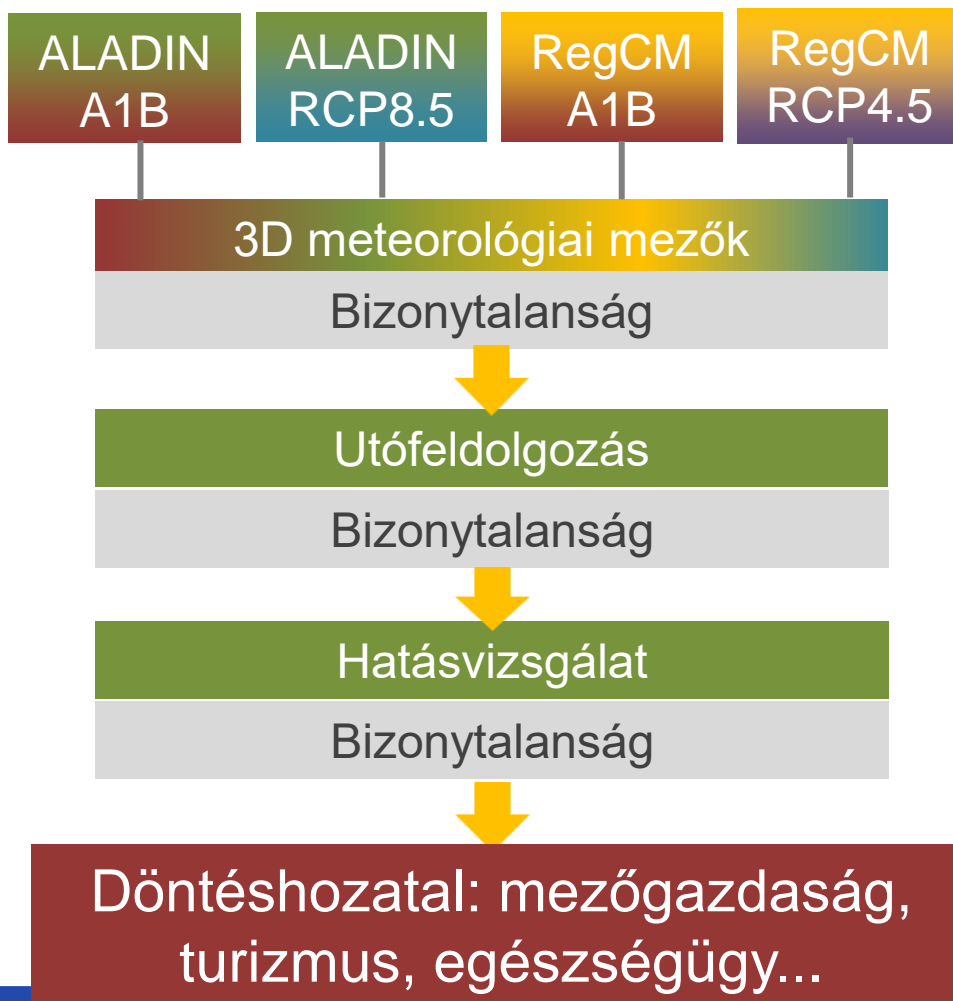 ALADIN
A1B
ALADIN
RCP8.5
RegCM
A1B
RegCM
RCP4.5
3D meteorológiai mezők
Bizonytalanság
Utófeldolgozás
Bizonytalanság
Hatásvizsgálat
Bizonytalanság
Döntéshozatal: mezőgazdaság,
turizmus, egészségügy...